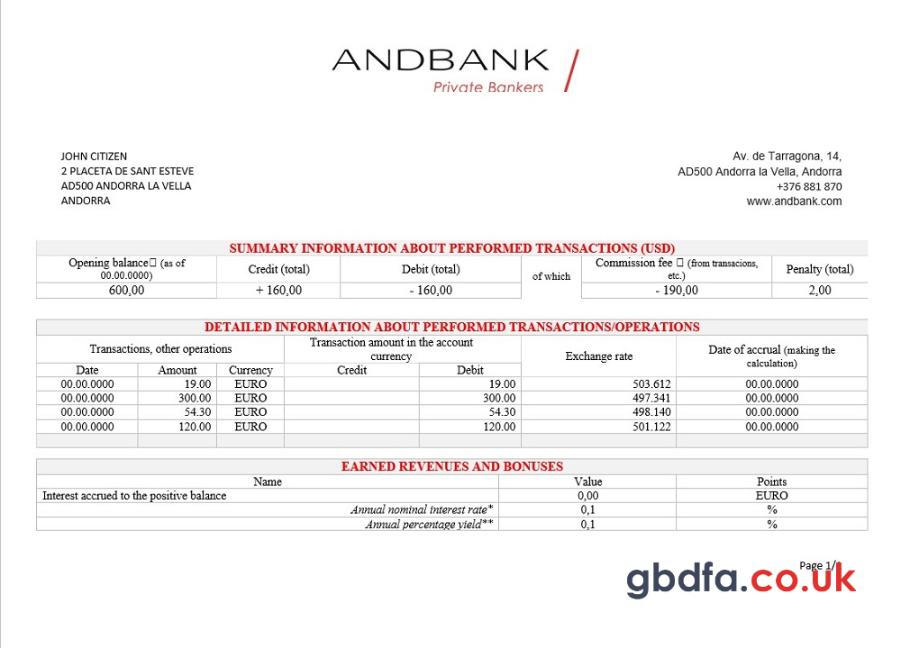 ANDBANK
Private Bankers
JOHN CITIZEN
2 PLACETA DE SANT ESTEVE
AD500 ANDORRA LA VELLA
ANDORRA
Av. de Tarragona, 14,
AD500 Andorra la Vella, Andorra
+376 881 870
www.andbank.com
SUMMARY INFORMATION ABOUT PERFORMED TRANSACTIONS (USD)
Opening balance (as of 00.00.0000) Credit (total) Debit (total) of which Commission fee (from transacions, etc.) Penalty (total)
600,00 + 160,00 - 160,00 - 190,00 2,00
DETAILED INFORMATION ABOUT PERFORMED TRANSACTIONS/OPERATIONS
Transactions, other operations Transaction amount in the account currency Exchange rate Date of accrual (making the calculation)
Date Amount Currency Credit Debit
00.00.0000 19.00 EURO 19.00 503.612 00.00.0000
00.00.0000 300.00 EURO 300.00 497.341 00.00.0000
00.00.0000 54.30 EURO 54.30 498.140 00.00.0000
00.00.0000 120.00 EURO 120.00 501.122 00.00.0000
EARNED REVENUES AND BONUSES
Name Value Points
Interest accrued to the positive balance 0,00 EURO
Annual nominal interest rate* 0,1 %
Annual percentage yield** 0,1 %
Page 1/
gbdfa.co.uk